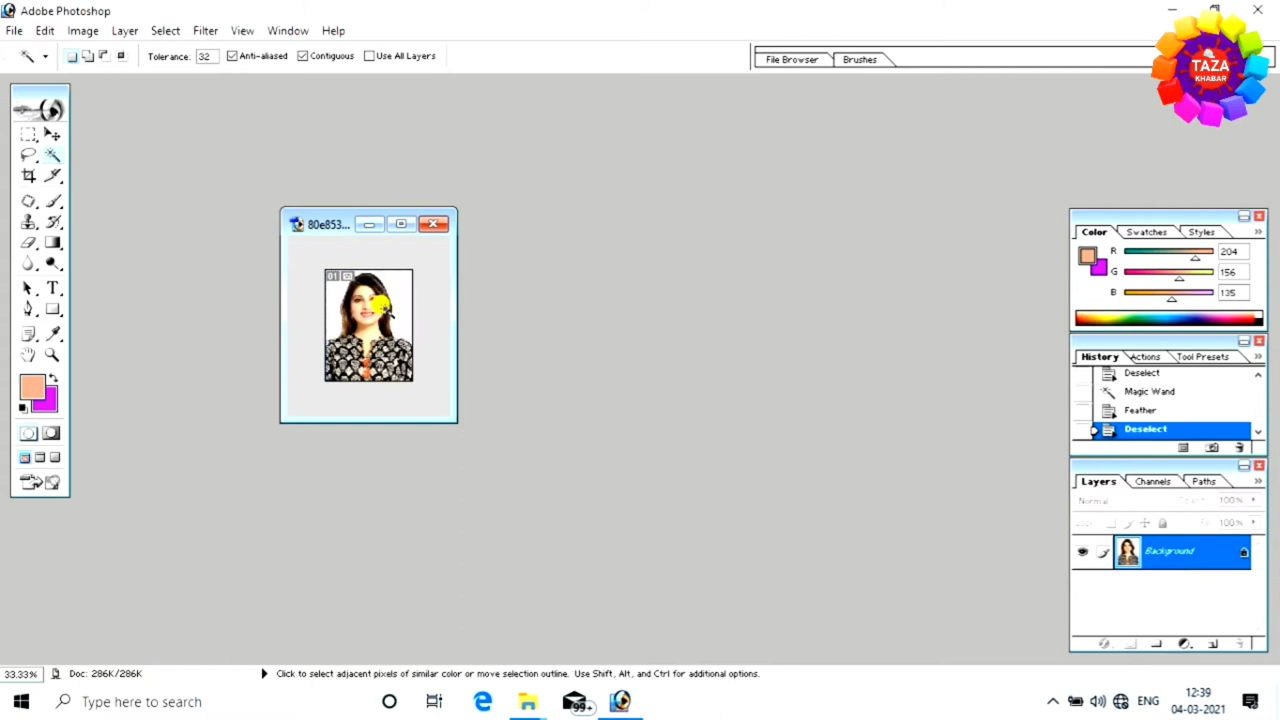 Adobe Photoshop
File Edit Image Layer Select Filter View Window Help
Tolerance: 32 Anti-aliased Contiguous Use All Layers
File Browser Brushes
TAZA
KHABAR
80e853...
01
Color Swatches Styles
R 204
G 156
B 135
History Actions Tool Presets
Deselect
Magic Wand
Feather
Deselect
Layers Channels Paths
Normal 100%
100%
Background
T
33.33% Doc: 286K/286K Click to select adjacent pixels of similar color or move selection outline. Use Shift, Alt, and Ctrl for additional options.
Type here to search
99+
ENG
12:39
04-03-2021